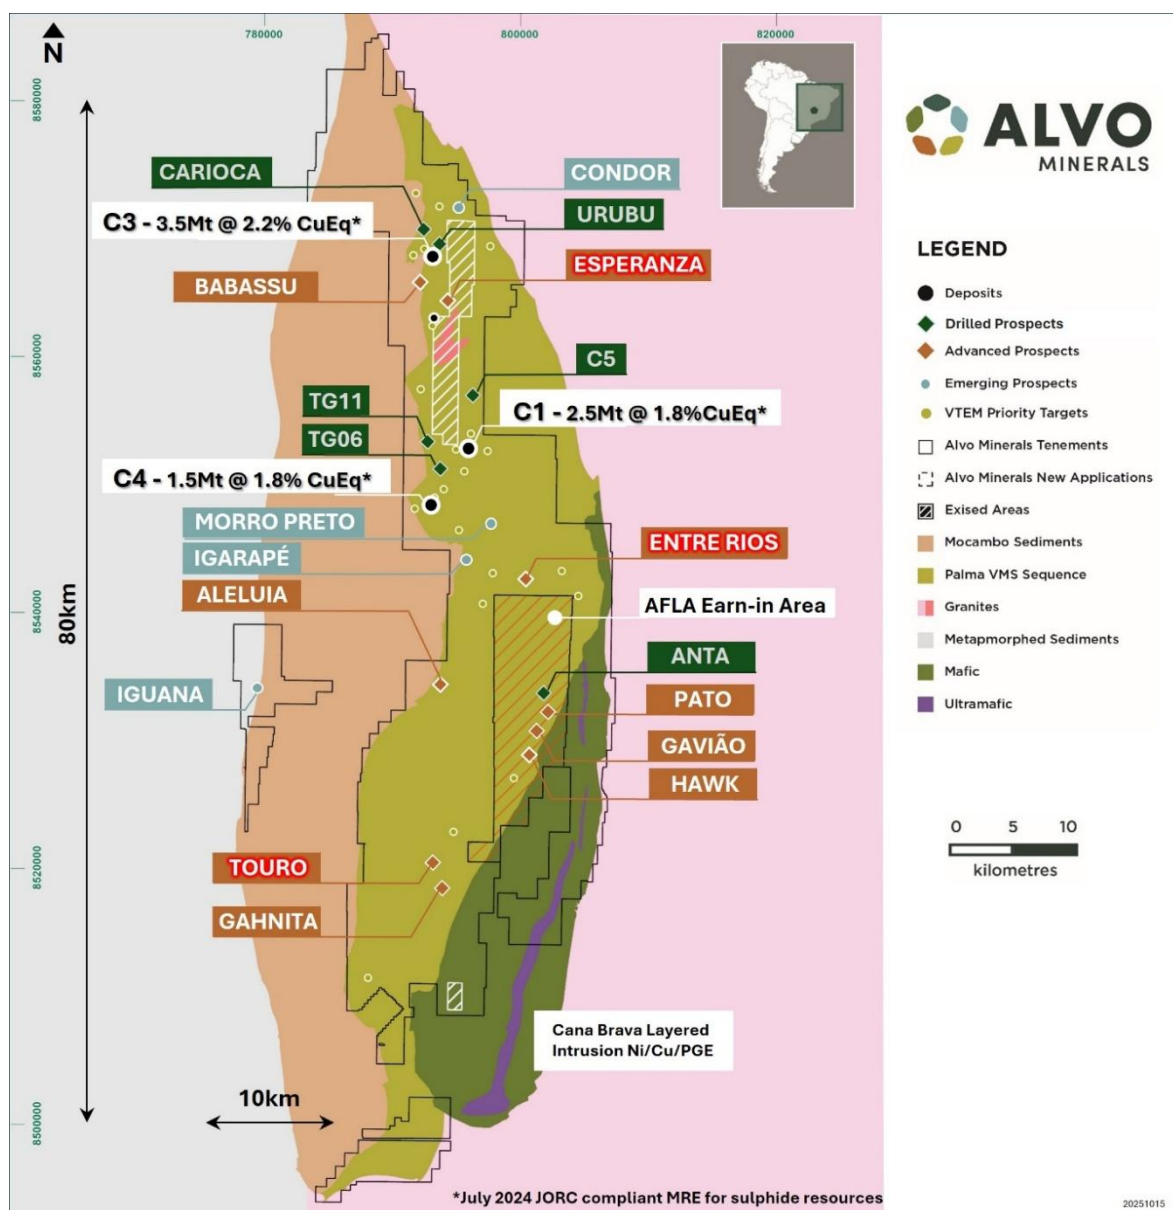 780000
800000
820000
N
8580000
8560000
8540000
8520000
8500000
80km
CARIOCA
CONDOR
C3 - 3.5Mt @ 2.2% CuEq*
URUBU
ESPERANZA
BABASSU
C5
TG11
C1 - 2.5Mt @ 1.8%CuEq*
TG06
C4 - 1.5Mt @ 1.8% CuEq*
MORRO PRETO
ENTRE RIOS
IGARAPÉ
ALELUIA
AFLA Earn-in Area
ANTA
IGUANA
PATO
GAVIÃO
HAWK
TOURO
GAHNITA
Cana Brava Layered
Intrusion Ni/Cu/PGE
10km
*July 2024 JORC compliant MRE for sulphide resources
ALVO
MINERALS
LEGEND
Deposits
Drilled Prospects
Advanced Prospects
Emerging Prospects
VTEM Priority Targets
Alvo Minerals Tenements
Alvo Minerals New Applications
Exised Areas
Mocambo Sediments
Palma VMS Sequence
Granites
Metapmorphed Sediments
Mafic
Ultramafic
0 5 10
kilometres
20251015